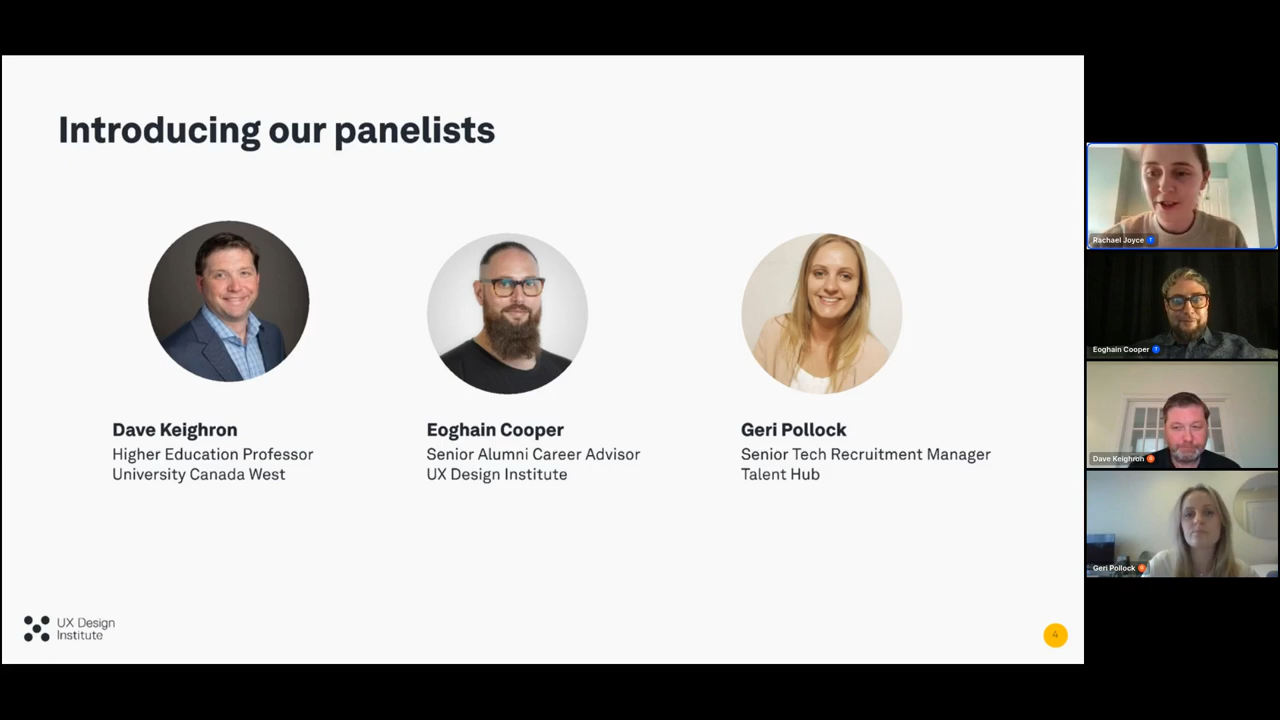 Introducing our panelists
Dave Keighron
Higher Education Professor
University Canada West
Eoghain Cooper
Senior Alumni Career Advisor
UX Design Institute
Geri Pollock
Senior Tech Recruitment Manager
Talent Hub
UX Design
Institute
4
Rachael Joyce
Eoghain Cooper
Dave Keighron
Geri Pollock